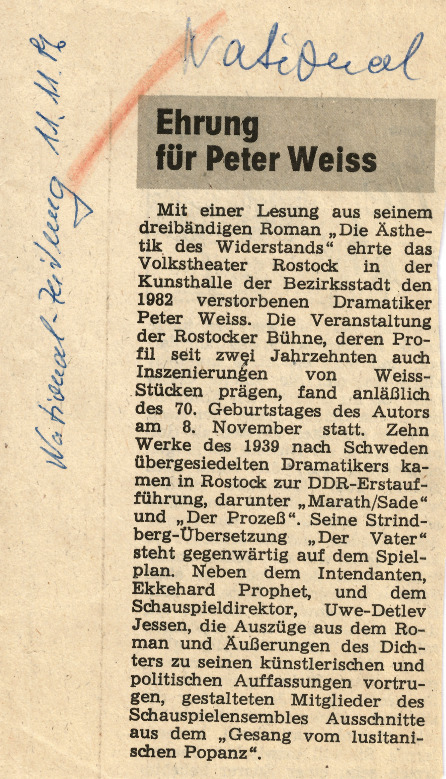 National
National-Zeitung 11.11.86
Ehrung
für Peter Weiss
Mit einer Lesung aus seinem
dreibändigen Roman „Die Ästhe-
tik des Widerstands“ ehrte das
Volkstheater Rostock in der
Kunsthalle der Bezirksstadt den
1982 verstorbenen Dramatiker
Peter Weiss. Die Veranstaltung
der Rostocker Bühne, deren Pro-
fil seit zwei Jahrzehnten auch
Inszenierungen von Weiss-
Stücken prägen, fand anläßlich
des 70. Geburtstages des Autors
am 8. November statt. Zehn
Werke des 1939 nach Schweden
übergesiedelten Dramatikers ka-
men in Rostock zur DDR-Erstauf-
führung, darunter „Marath/Sade“
und „Der Prozeß“. Seine Strind-
berg-Übersetzung „Der Vater“
steht gegenwärtig auf dem Spiel-
plan. Neben dem Intendanten,
Ekkehard Prophet, und dem
Schauspieldirektor, Uwe-Detlev
Jessen, die Auszüge aus dem Ro-
man und Äußerungen des Dich-
ters zu seinen künstlerischen und
politischen Auffassungen vortru-
gen, gestalteten Mitglieder des
Schauspielensembles Ausschnitte
aus dem „Gesang vom lusitani-
schen Popanz“.